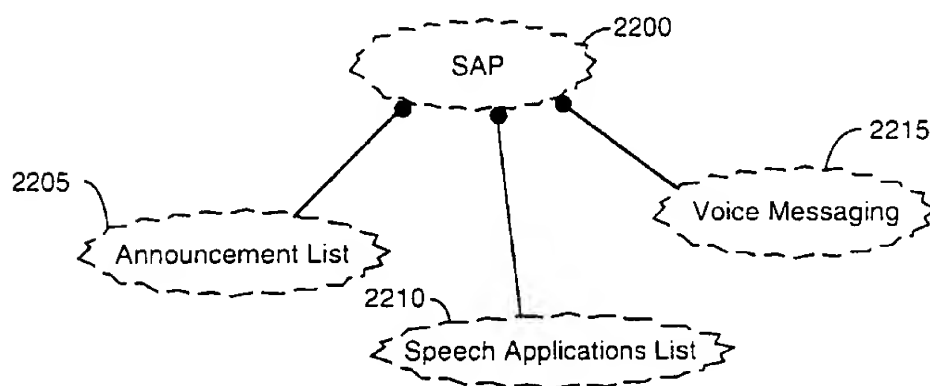 2200
SAP
2215
2205
Voice Messaging
Announcement List
2210
Speech Applications List